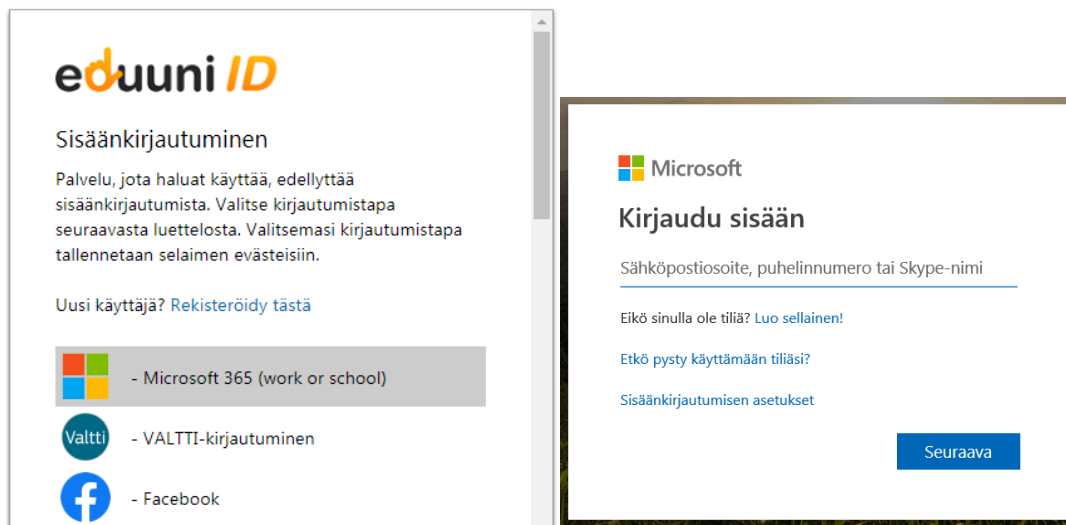 eduuni ID
Sisäänkirjautuminen
Palvelu, jota haluat käyttää, edellyttää
sisäänkirjautumista. Valitse kirjautumistapa
seuraavasta luettelosta. Valitsemasi kirjautumistapa
tallennetaan selaimen evästeisiin.
Uusi käyttäjä? Rekisteröidy tästä
- Microsoft 365 (work or school)
Valtti - VALTTI-kirjautuminen
- Facebook
Microsoft
Kirjaudu sisään
Sähköpostiosoite, puhelinnumero tai Skype-nimi
Eikö sinulla ole tiliä? Luo sellainen!
Etkö pysty käyttämään tiliäsi?
Sisäänkirjautumisen asetukset
Seuraava